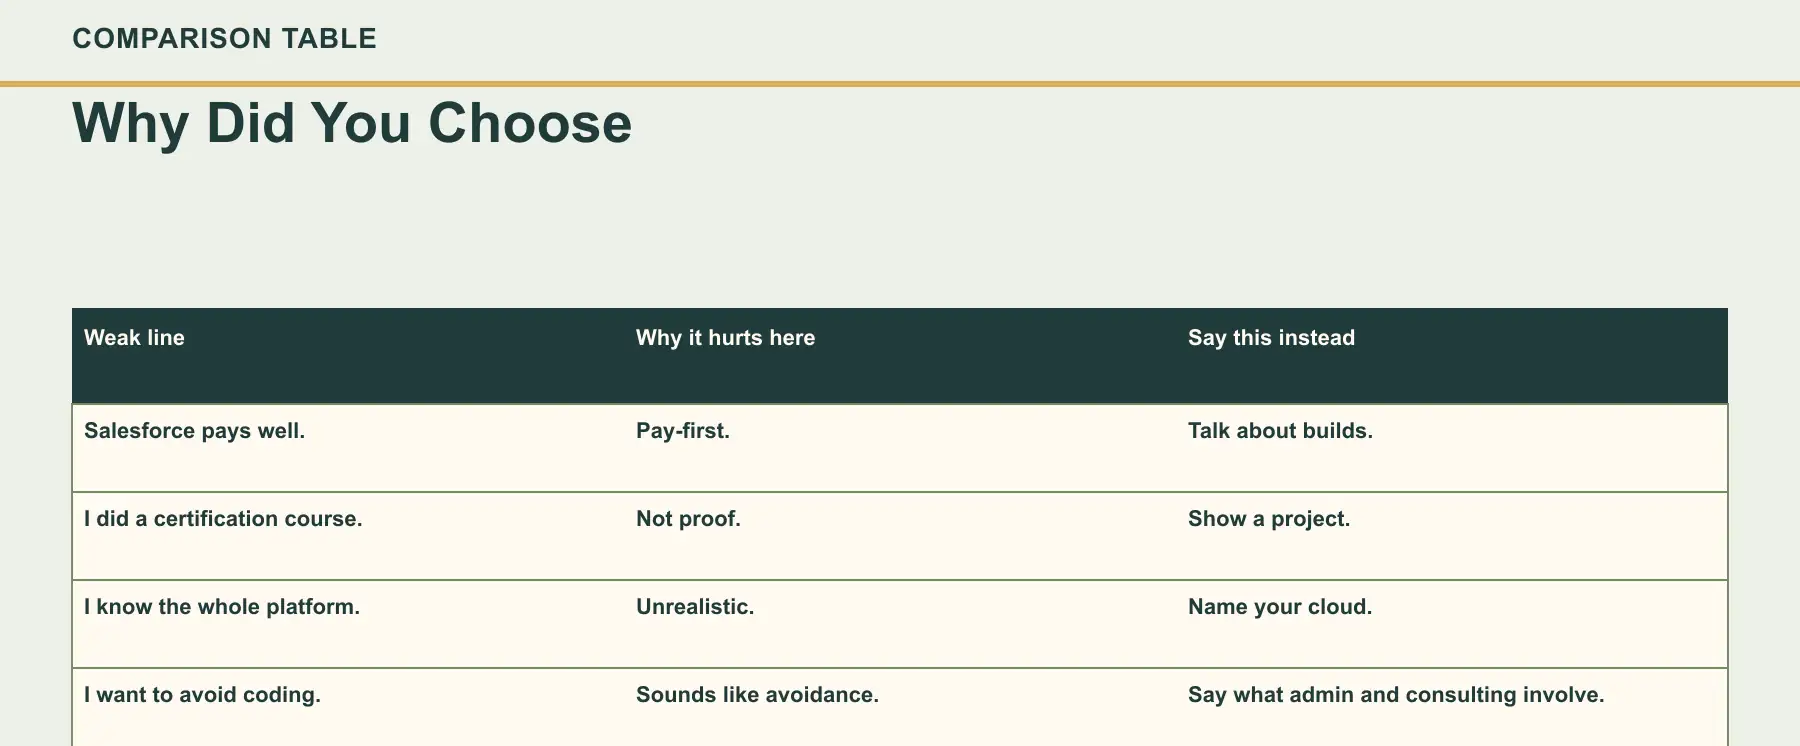 COMPARISON TABLE
Why Did You Choose
Weak line Why it hurts here Say this instead
Salesforce pays well. Pay-first. Talk about builds.
I did a certification course. Not proof. Show a project.
I know the whole platform. Unrealistic. Name your cloud.
I want to avoid coding. Sounds like avoidance. Say what admin and consulting involve.